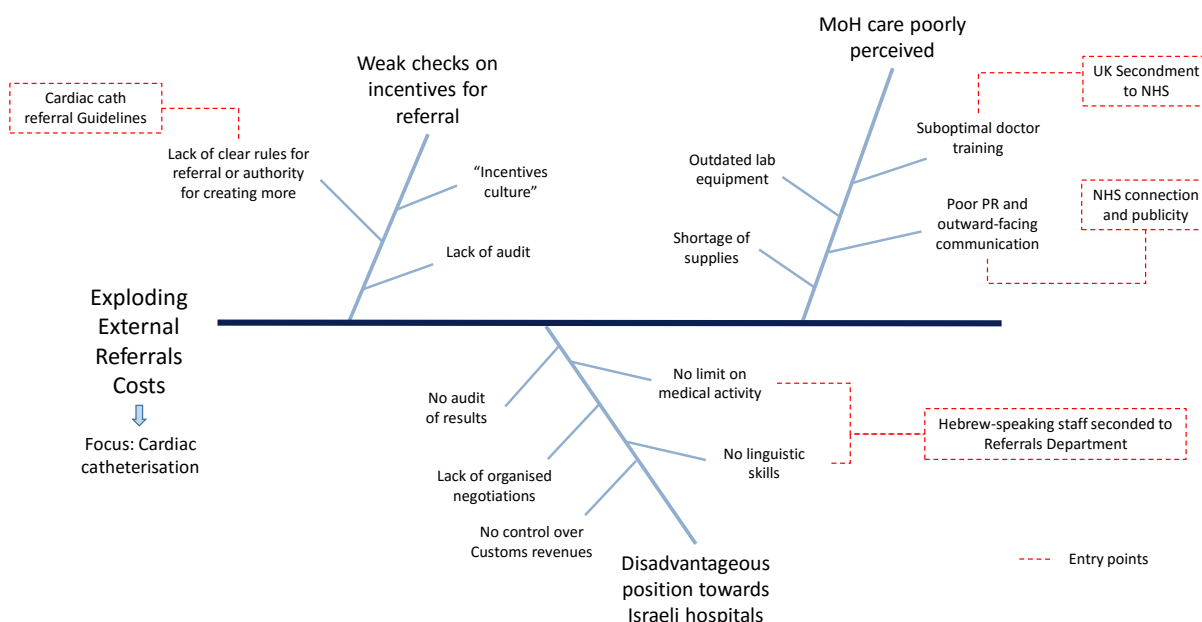 MoH care poorly
perceived
Weak checks on
incentives for
referral
Cardiac cath
referral Guidelines
UK Secondment
to NHS
Lack of clear rules for
referral or authority
for creating more
"Incentives
culture"
Lack of audit
Outdated lab
equipment
Shortage of
supplies
Suboptimal doctor
training
Poor PR and
outward-facing
communication
NHS connection
and publicity
Exploding
External
Referrals
Costs
Focus: Cardiac
catheterisation
No audit
of results
Lack of organised
negotiations
No control over
Customs revenues
No limit on
medical activity
No linguistic
skills
Hebrew-speaking staff seconded to
Referrals Department
Disadvantageous
position towards
Israeli hospitals
Entry points